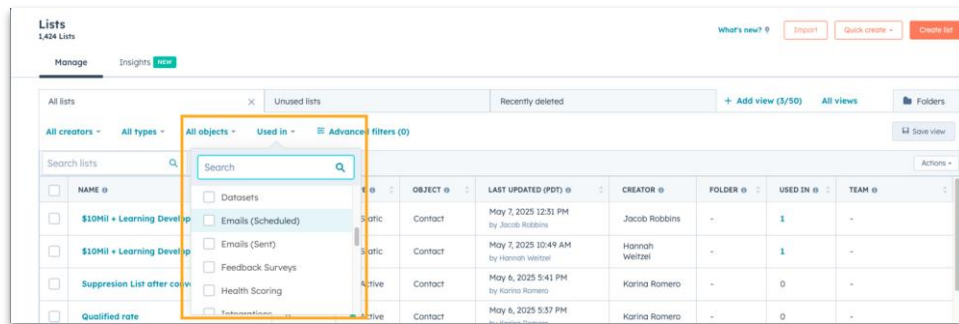 Lists
1,424 Lists
What's new?
Import
Quick create
Create list
Manage
Insights NEW
All lists
Unused lists
Recently deleted
+ Add view (3/50)
All views
Folders
All creators
All types
All objects
Used in
Advanced filters (0)
Save view
Search lists
Search
Actions
NAME
OBJECT
LAST UPDATED (PDT)
CREATOR
FOLDER
USED IN
TEAM
Datasets
Emails (Scheduled)
Emails (Sent)
Feedback Surveys
Health Scoring
Integrations
$10Mil + Learning Develop
Static
Contact
May 7, 2025 12:31 PM
by Jacob Robbins
Jacob Robbins
-
1
-
$10Mil + Learning Develop
Static
Contact
May 7, 2025 10:49 AM
by Hannah Weitzel
Hannah
Weitzel
-
1
-
Suppresion List after conv
Active
Contact
May 6, 2025 5:41 PM
by Karina Romero
Karina Romero
-
0
-
Qualified rate
Active
Contact
May 6, 2025 5:37 PM
by Karina Romero
Karina Romero
-
0
-